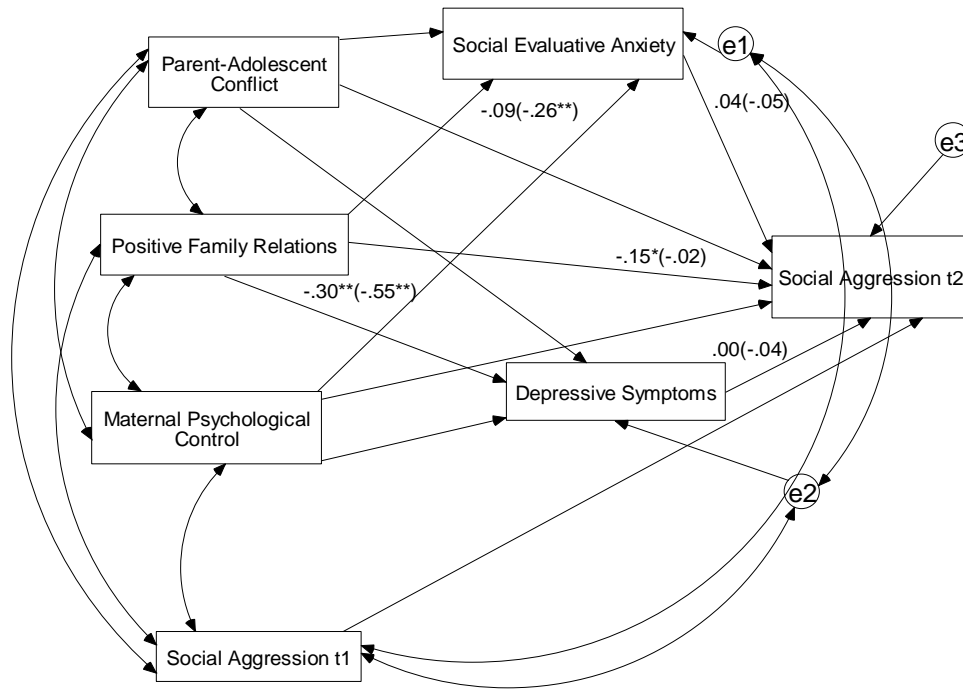 Social Evaluative Anxiety
e1
Parent-Adolescent
Conflict
-.09(-.26**)
.04(-.05)
e3
Positive Family Relations
-.15*(-.02)
Social Aggression t2
-.30**(-.55**)
.00(-.04)
Depressive Symptoms
Maternal Psychological
Control
e2
Social Aggression t1